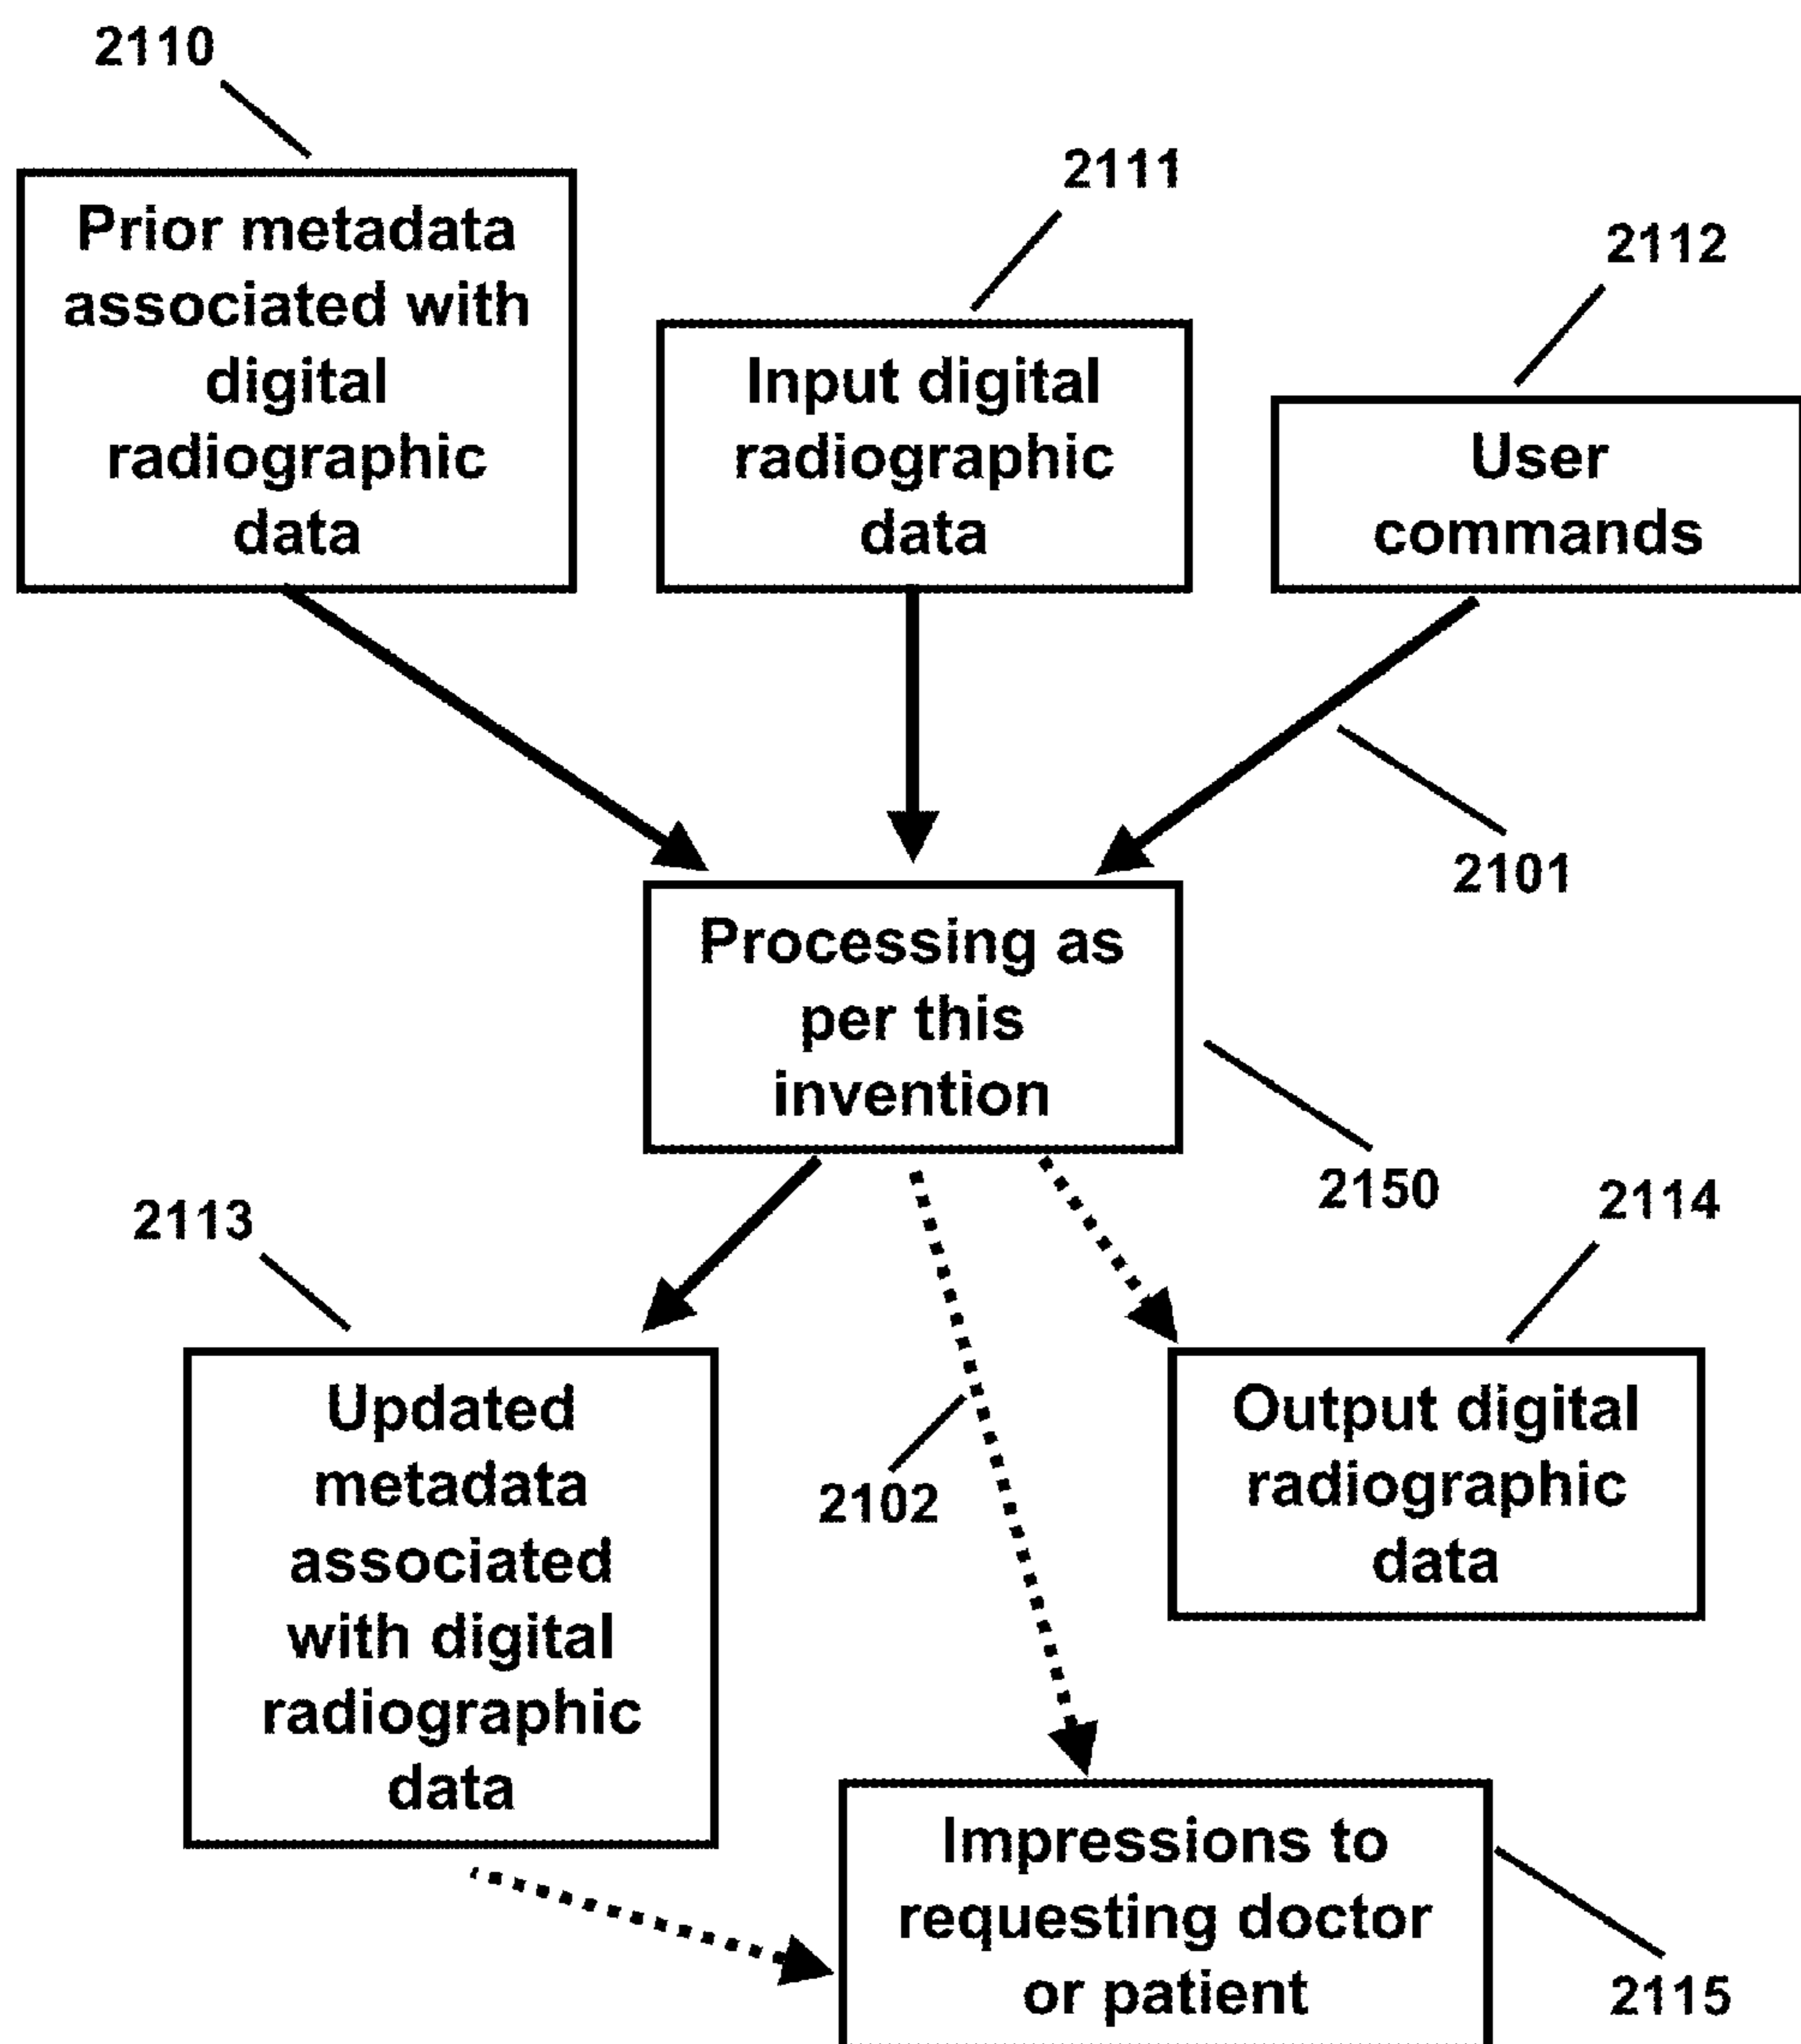 2110
Prior metadata
associated with
digital
radiographic
data
2111
Input digital
radiographic
data
2112
User
commands
2101
Processing as
per this
invention
2150
2113
Updated
metadata
associated
with digital
radiographic
data
2102
2114
Output digital
radiographic
data
Impressions to
requesting doctor
or patient
2115